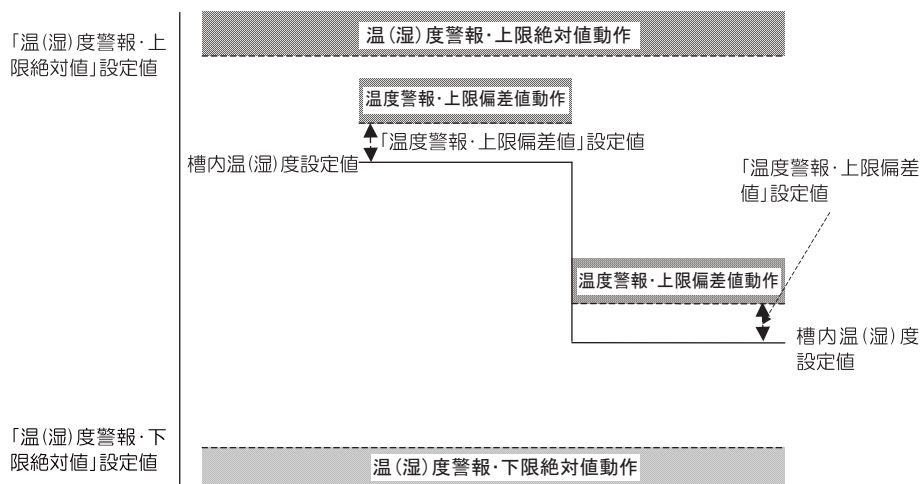 温(湿)度警報・上限絶対値動作
「温(湿)度警報・上
限絶対値」設定値
温度警報・上限偏差値動作
「温度警報・上限偏差値」設定値
槽内温(湿)度設定値
「温度警報・上限偏差
値」設定値
温度警報・上限偏差値動作
槽内温(湿)度
設定値
「温(湿)度警報・下
限絶対値」設定値
温(湿)度警報・下限絶対値動作